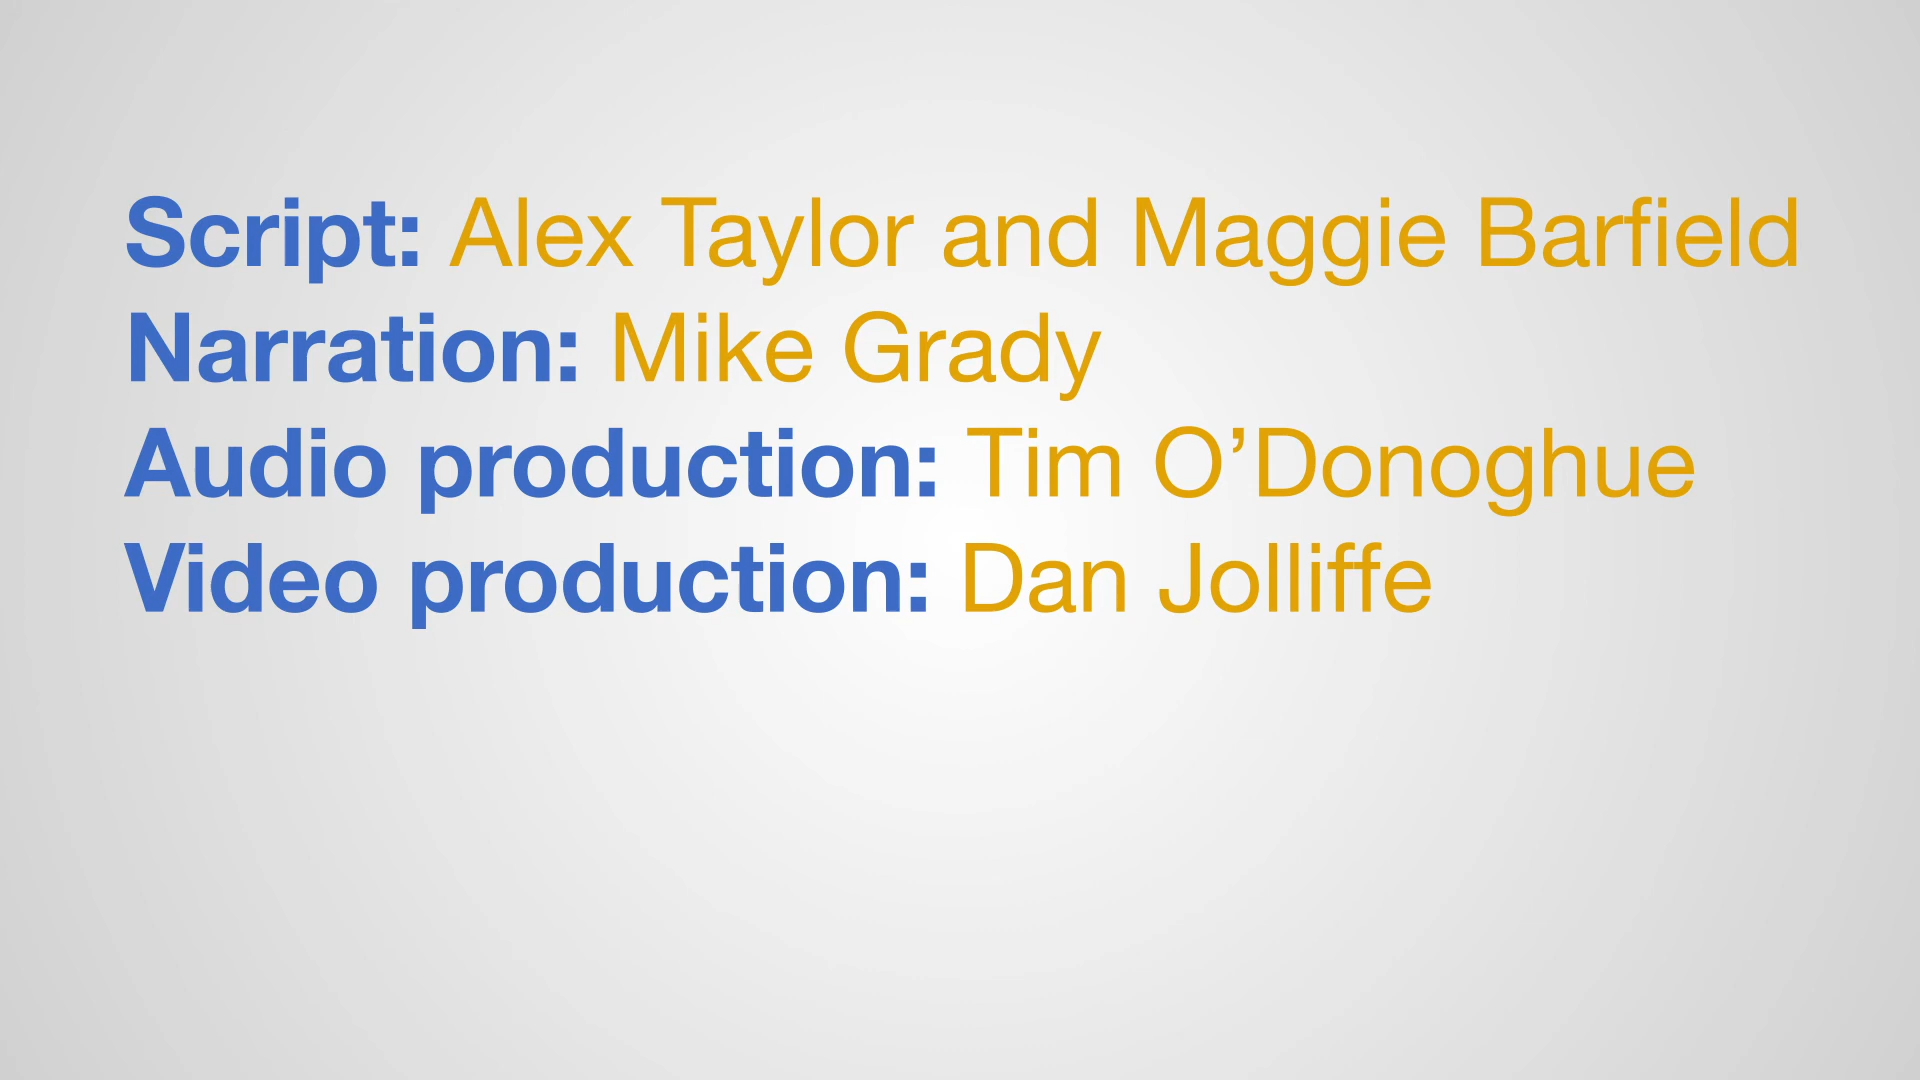 Script: Alex Taylor and Maggie Barfield
Narration: Mike Grady
Audio production: Tim O’Donoghue
Video production: Dan Jolliffe